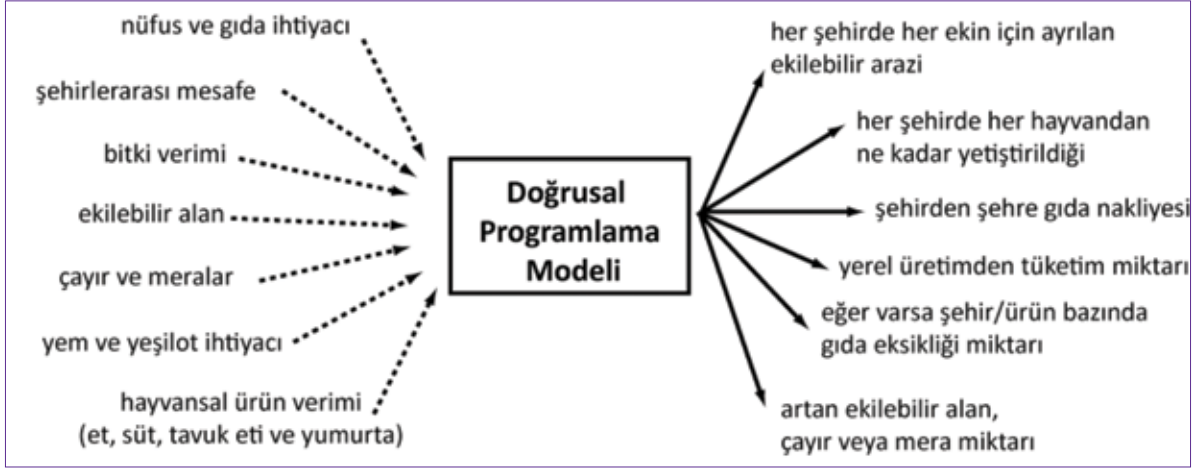 nüfus ve gıda ihtiyacı
şehirlerarası mesafe
bitki verimi
ekilebilir alan
çayır ve meralar
yem ve yeşilot ihtiyacı
hayvansal ürün verimi
(et, süt, tavuk eti ve yumurta)
Doğrusal
Programlama
Modeli
her şehirde her ekin için ayrılan
ekilebilir arazi
her şehirde her hayvandan
ne kadar yetiştirildiği
şehirden şehre gıda nakliyesi
yerel üretimden tüketim miktarı
eğer varsa şehir/ürün bazında
gıda eksikliği miktarı
artan ekilebilir alan,
çayır veya mera miktarı